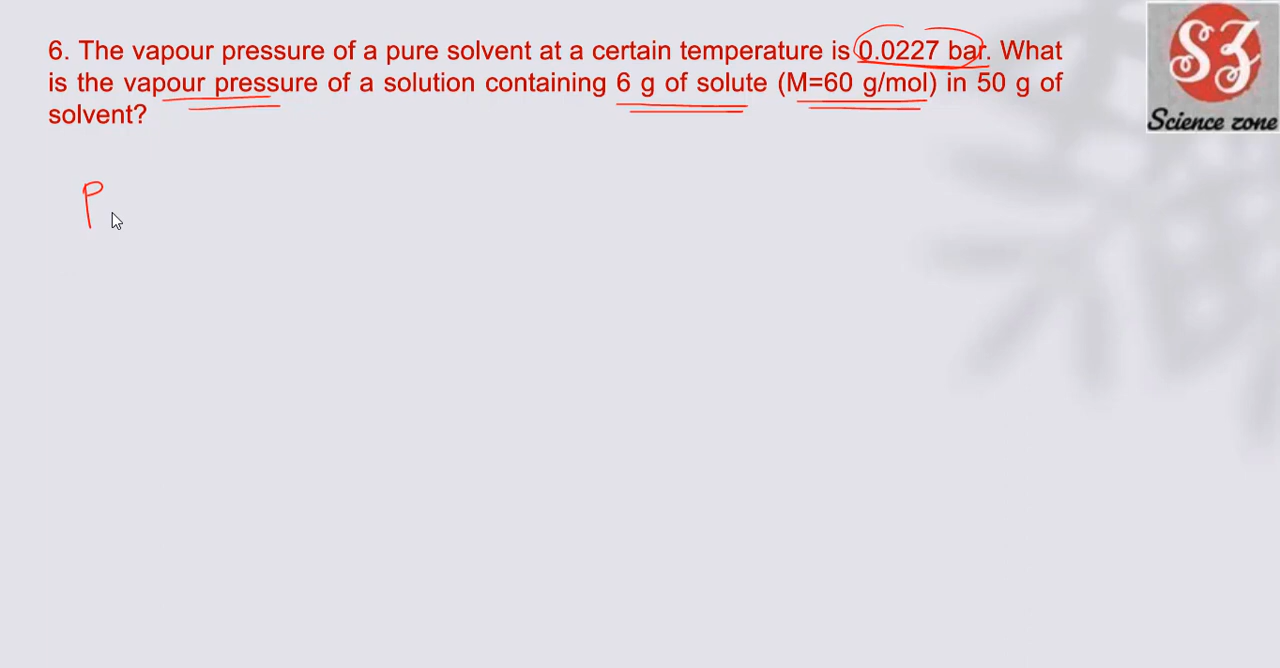 6. The vapour pressure of a pure solvent at a certain temperature is 0.0227 bar. What
is the vapour pressure of a solution containing 6 g of solute (M=60 g/mol) in 50 g of
solvent?
P
SZ
Science zone